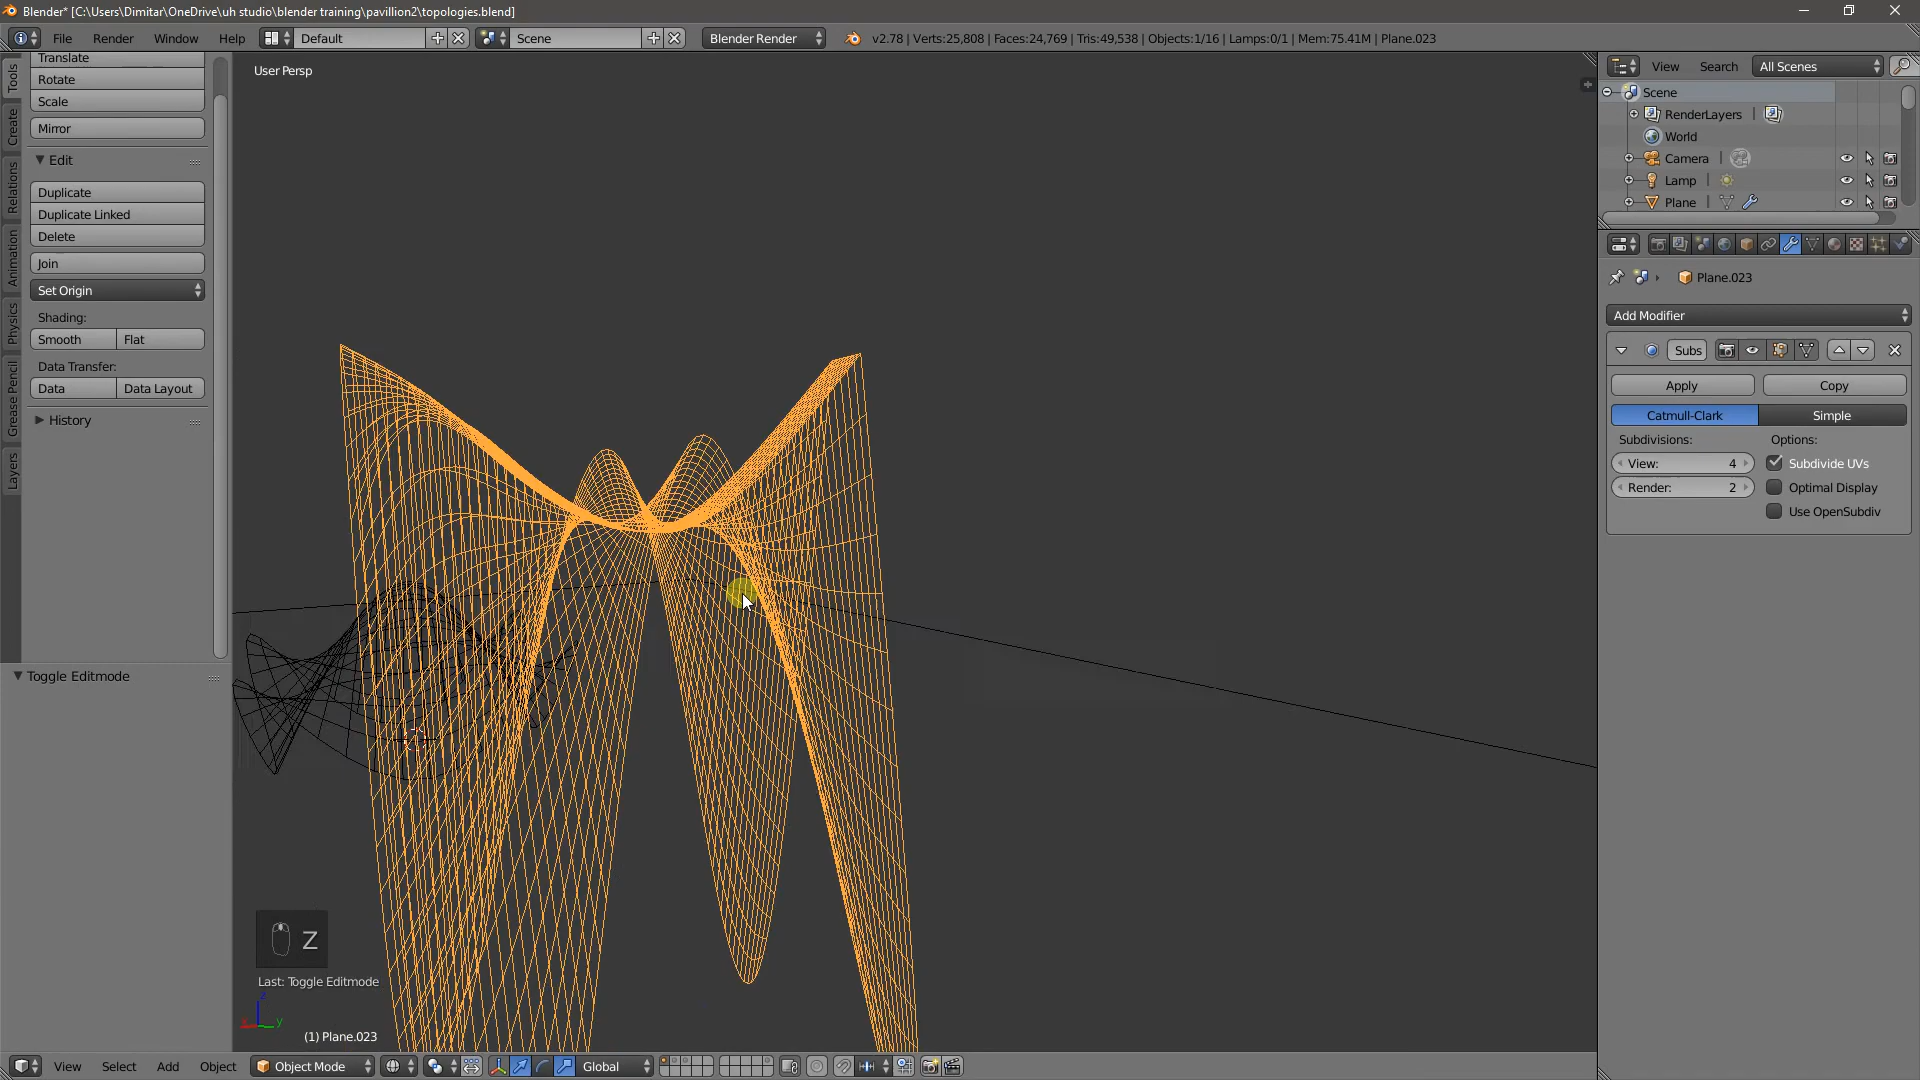 Blender* [C:\Users\Dimitar\OneDrive\uh studio\blender training\pavillion2\topologies.blend]
File Render Window Help Default Scene Blender Render v2.78 | Verts:25,808 | Faces:24,769 | Tris:49,538 | Objects:1/16 | Lamps:0/1 | Mem:75.41M | Plane.023
Tools
Create
Relations
Animation
Physics
Grease Pencil
Layers
Translate
Rotate
Scale
Mirror
Edit
Duplicate
Duplicate Linked
Delete
Join
Set Origin
Shading:
Smooth Flat
Data Transfer:
Data Data Layout
History
Toggle Editmode
User Persp
Z
Last: Toggle Editmode
z
x y
(1) Plane.023
View Select Add Object Object Mode Global
View Search All Scenes
Scene
RenderLayers |
World
Camera |
Lamp |
Plane |
Plane.023
Add Modifier
Subs
Apply Copy
Catmull-Clark Simple
Subdivisions: Options:
View: 4 Subdivide UVs
Render: 2 Optimal Display
Use OpenSubdiv